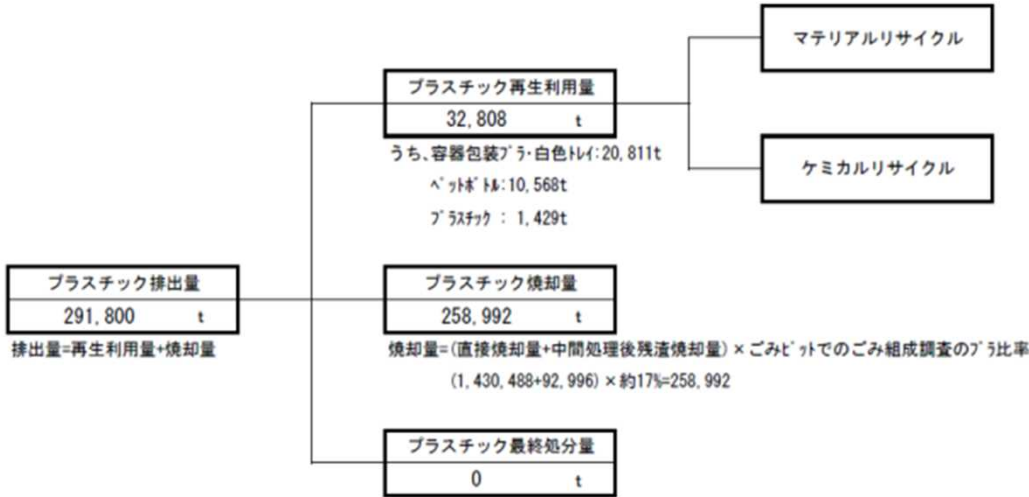 マテリアルリサイクル
プラスチック再生利用量
32,808 t
うち、容器包装プラ・白色トレイ:20,811t
ペットボトル:10,568t
プラスチック : 1,429t
ケミカルリサイクル
プラスチック排出量
291,800 t
排出量=再生利用量+焼却量
プラスチック焼却量
258,992 t
焼却量=(直接焼却量+中間処理後残渣焼却量)×ごみピットでのごみ組成調査のプラ比率
(1,430,488+92,996)×約17%=258,992
プラスチック最終処分量
0 t